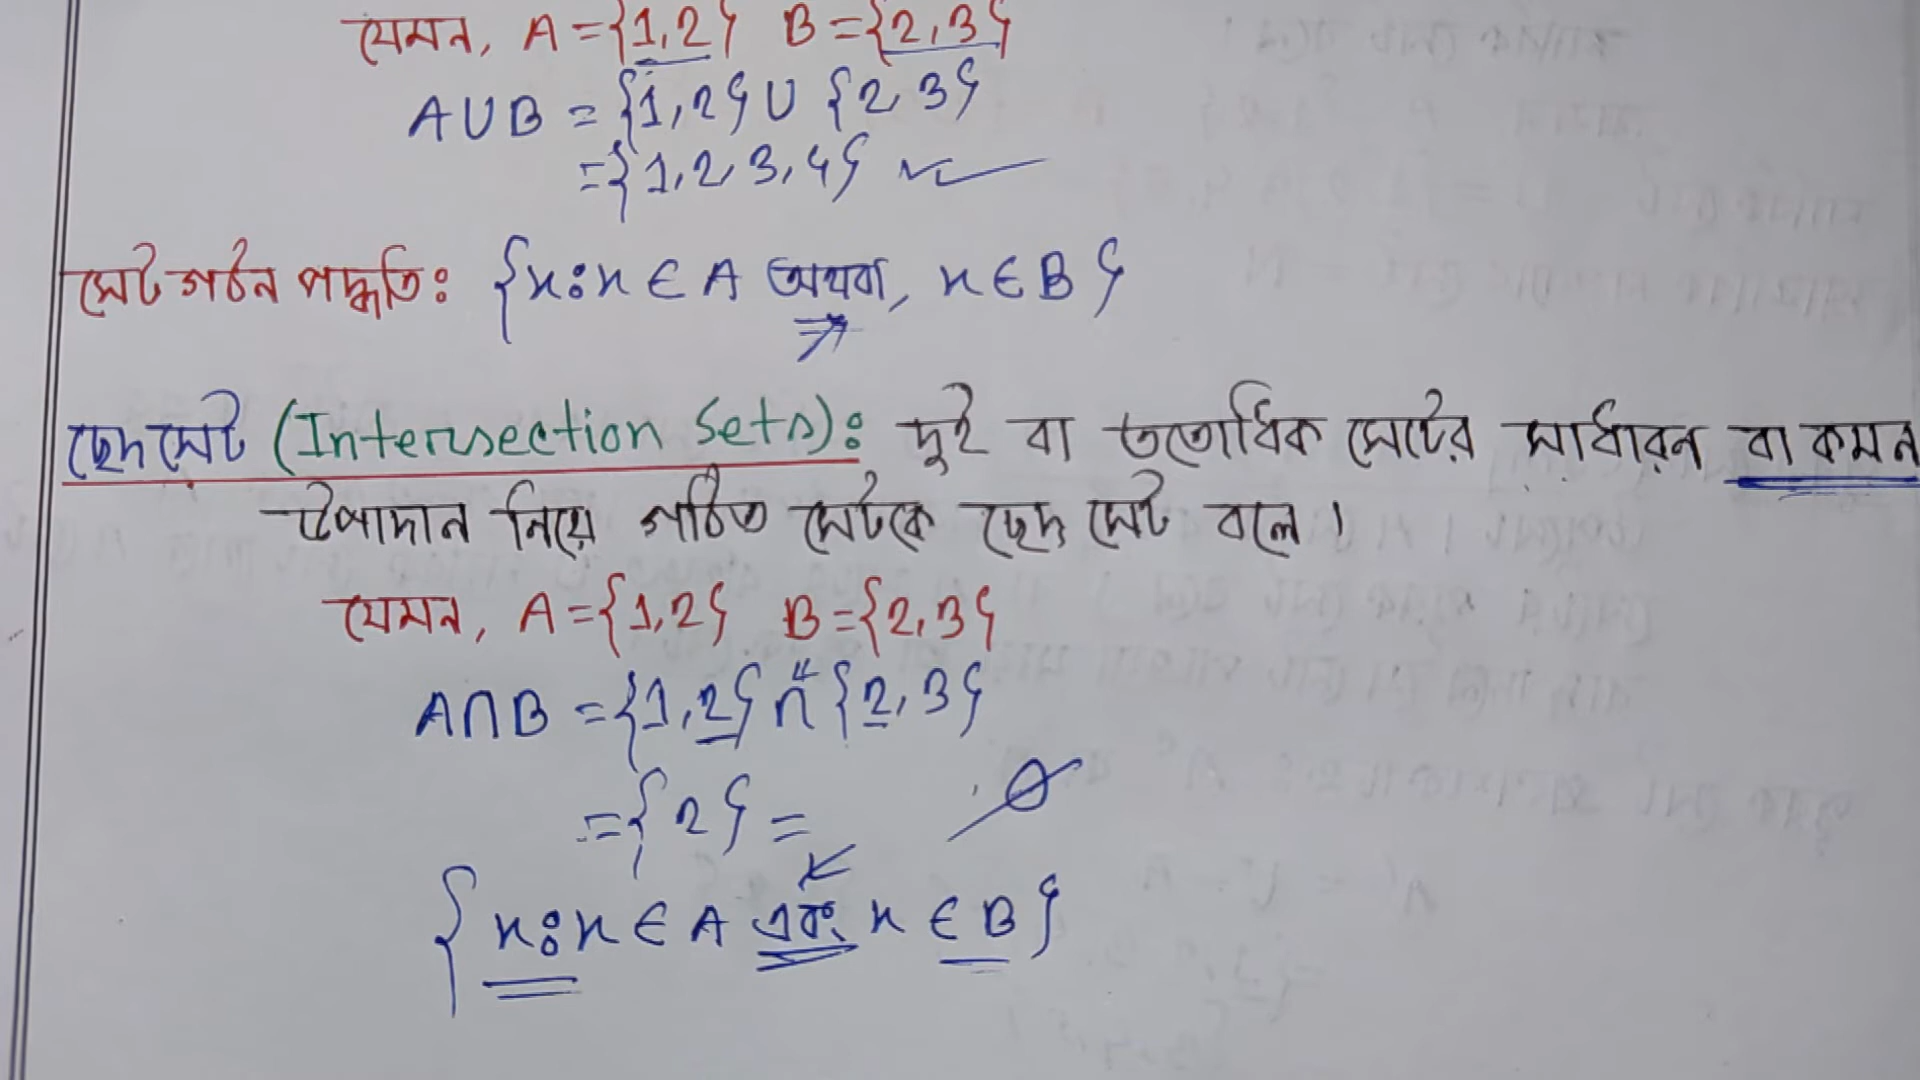 যেমন, A={1,2} B={2,3}
A∪B = {1,2} ∪ {2,3}
={1,2,3,4}
সেট গঠন পদ্ধতিঃ {x:x∈A অথবা, x∈B}
ছেদ সেট (Intersection Sets): দুই বা ততোধিক সেটের সাধারন বা কমন
উপাদান নিয়ে গঠিত সেটকে ছেদ সেট বলে।
যেমন, A={1,2} B={2,3}
A∩B ={1,2} ∩ {2,3}
={2} = Ø
{x:x∈A এবং x∈B}